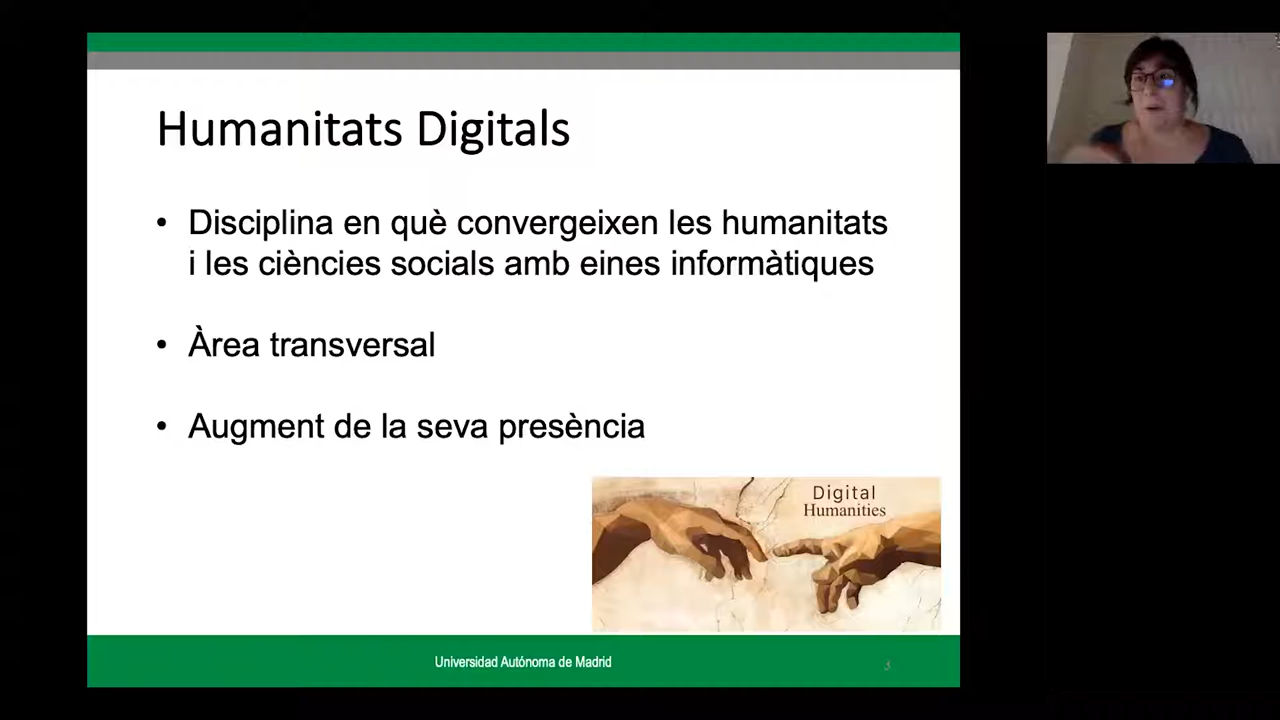 Humanitats Digitals
• Disciplina en què convergeixen les humanitats
i les ciències socials amb eines informàtiques
• Àrea transversal
• Augment de la seva presència
Digital
Humanities
Universidad Autónoma de Madrid
3